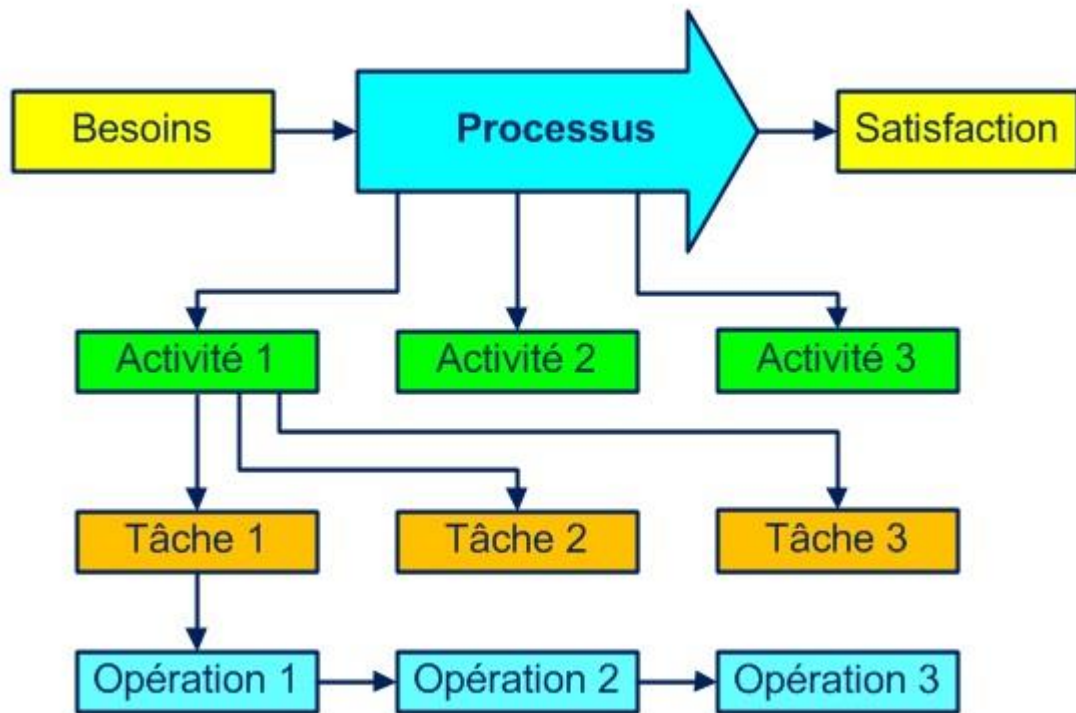 Besoins
Processus
Satisfaction
Activité 1
Activité 2
Activité 3
Tâche 1
Tâche 2
Tâche 3
Opération 1
Opération 2
Opération 3